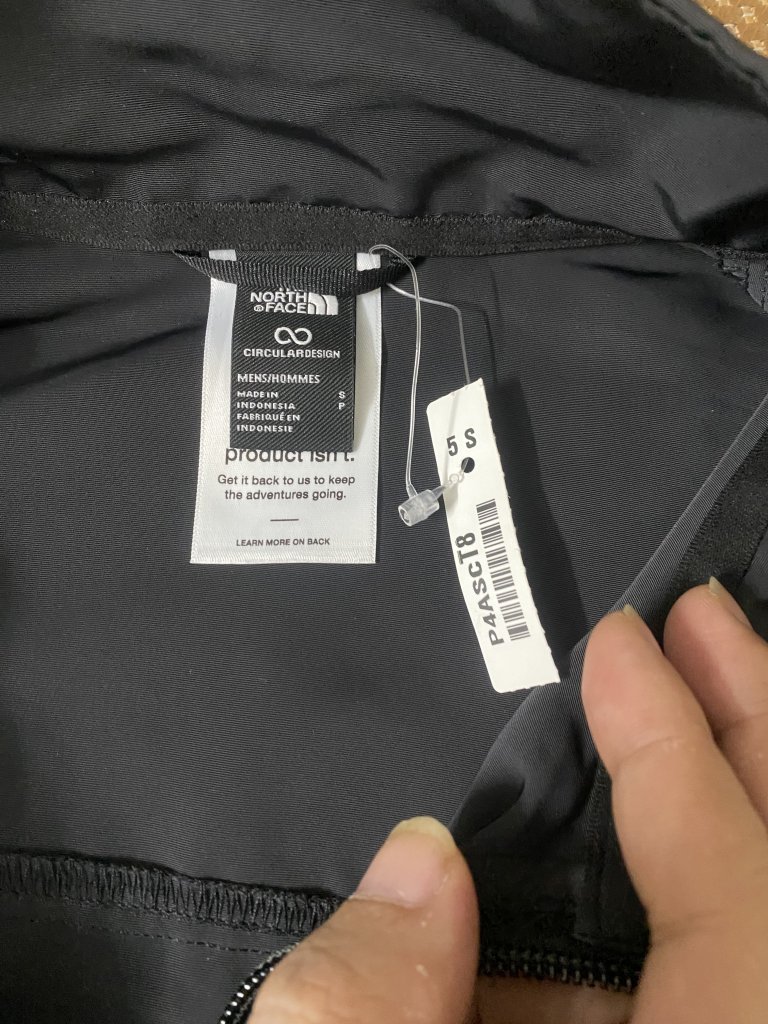 NORTH
FACE
CIRCULARDESIGN
MENS/HOMMES
MADE IN S
INDONESIA P
FABRIQUÉ EN
INDONESIE
product isn't.
Get it back to us to keep
the adventures going.
LEARN MORE ON BACK
5 S
P4ASCT8